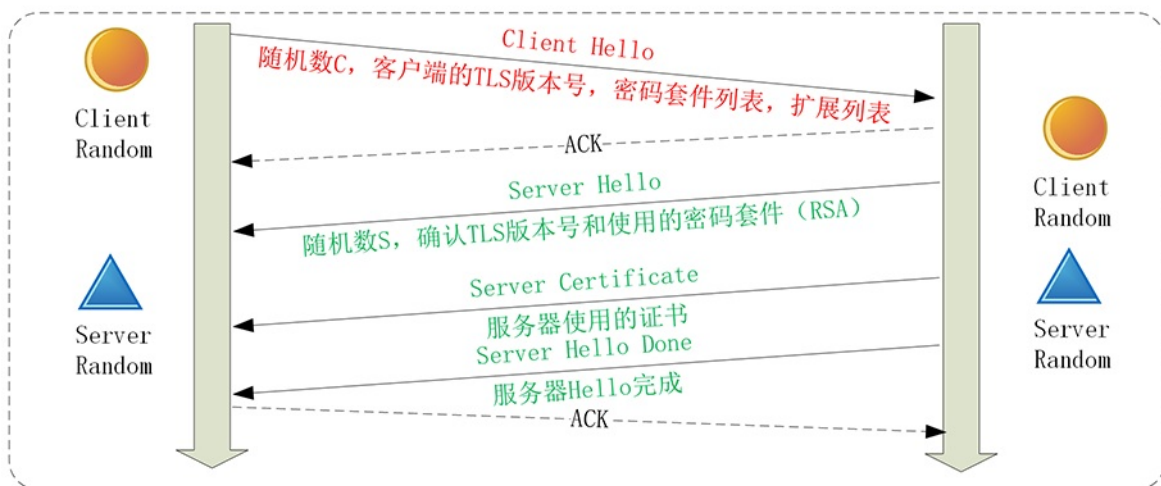 Client Hello
随机数C，客户端的TLS版本号，密码套件列表，扩展列表
Client
Random
ACK
Client
Random
Server Hello
随机数S，确认TLS版本号和使用的密码套件（RSA）
Server Certificate
服务器使用的证书
Server
Random
Server
Random
Server Hello Done
服务器Hello完成
ACK